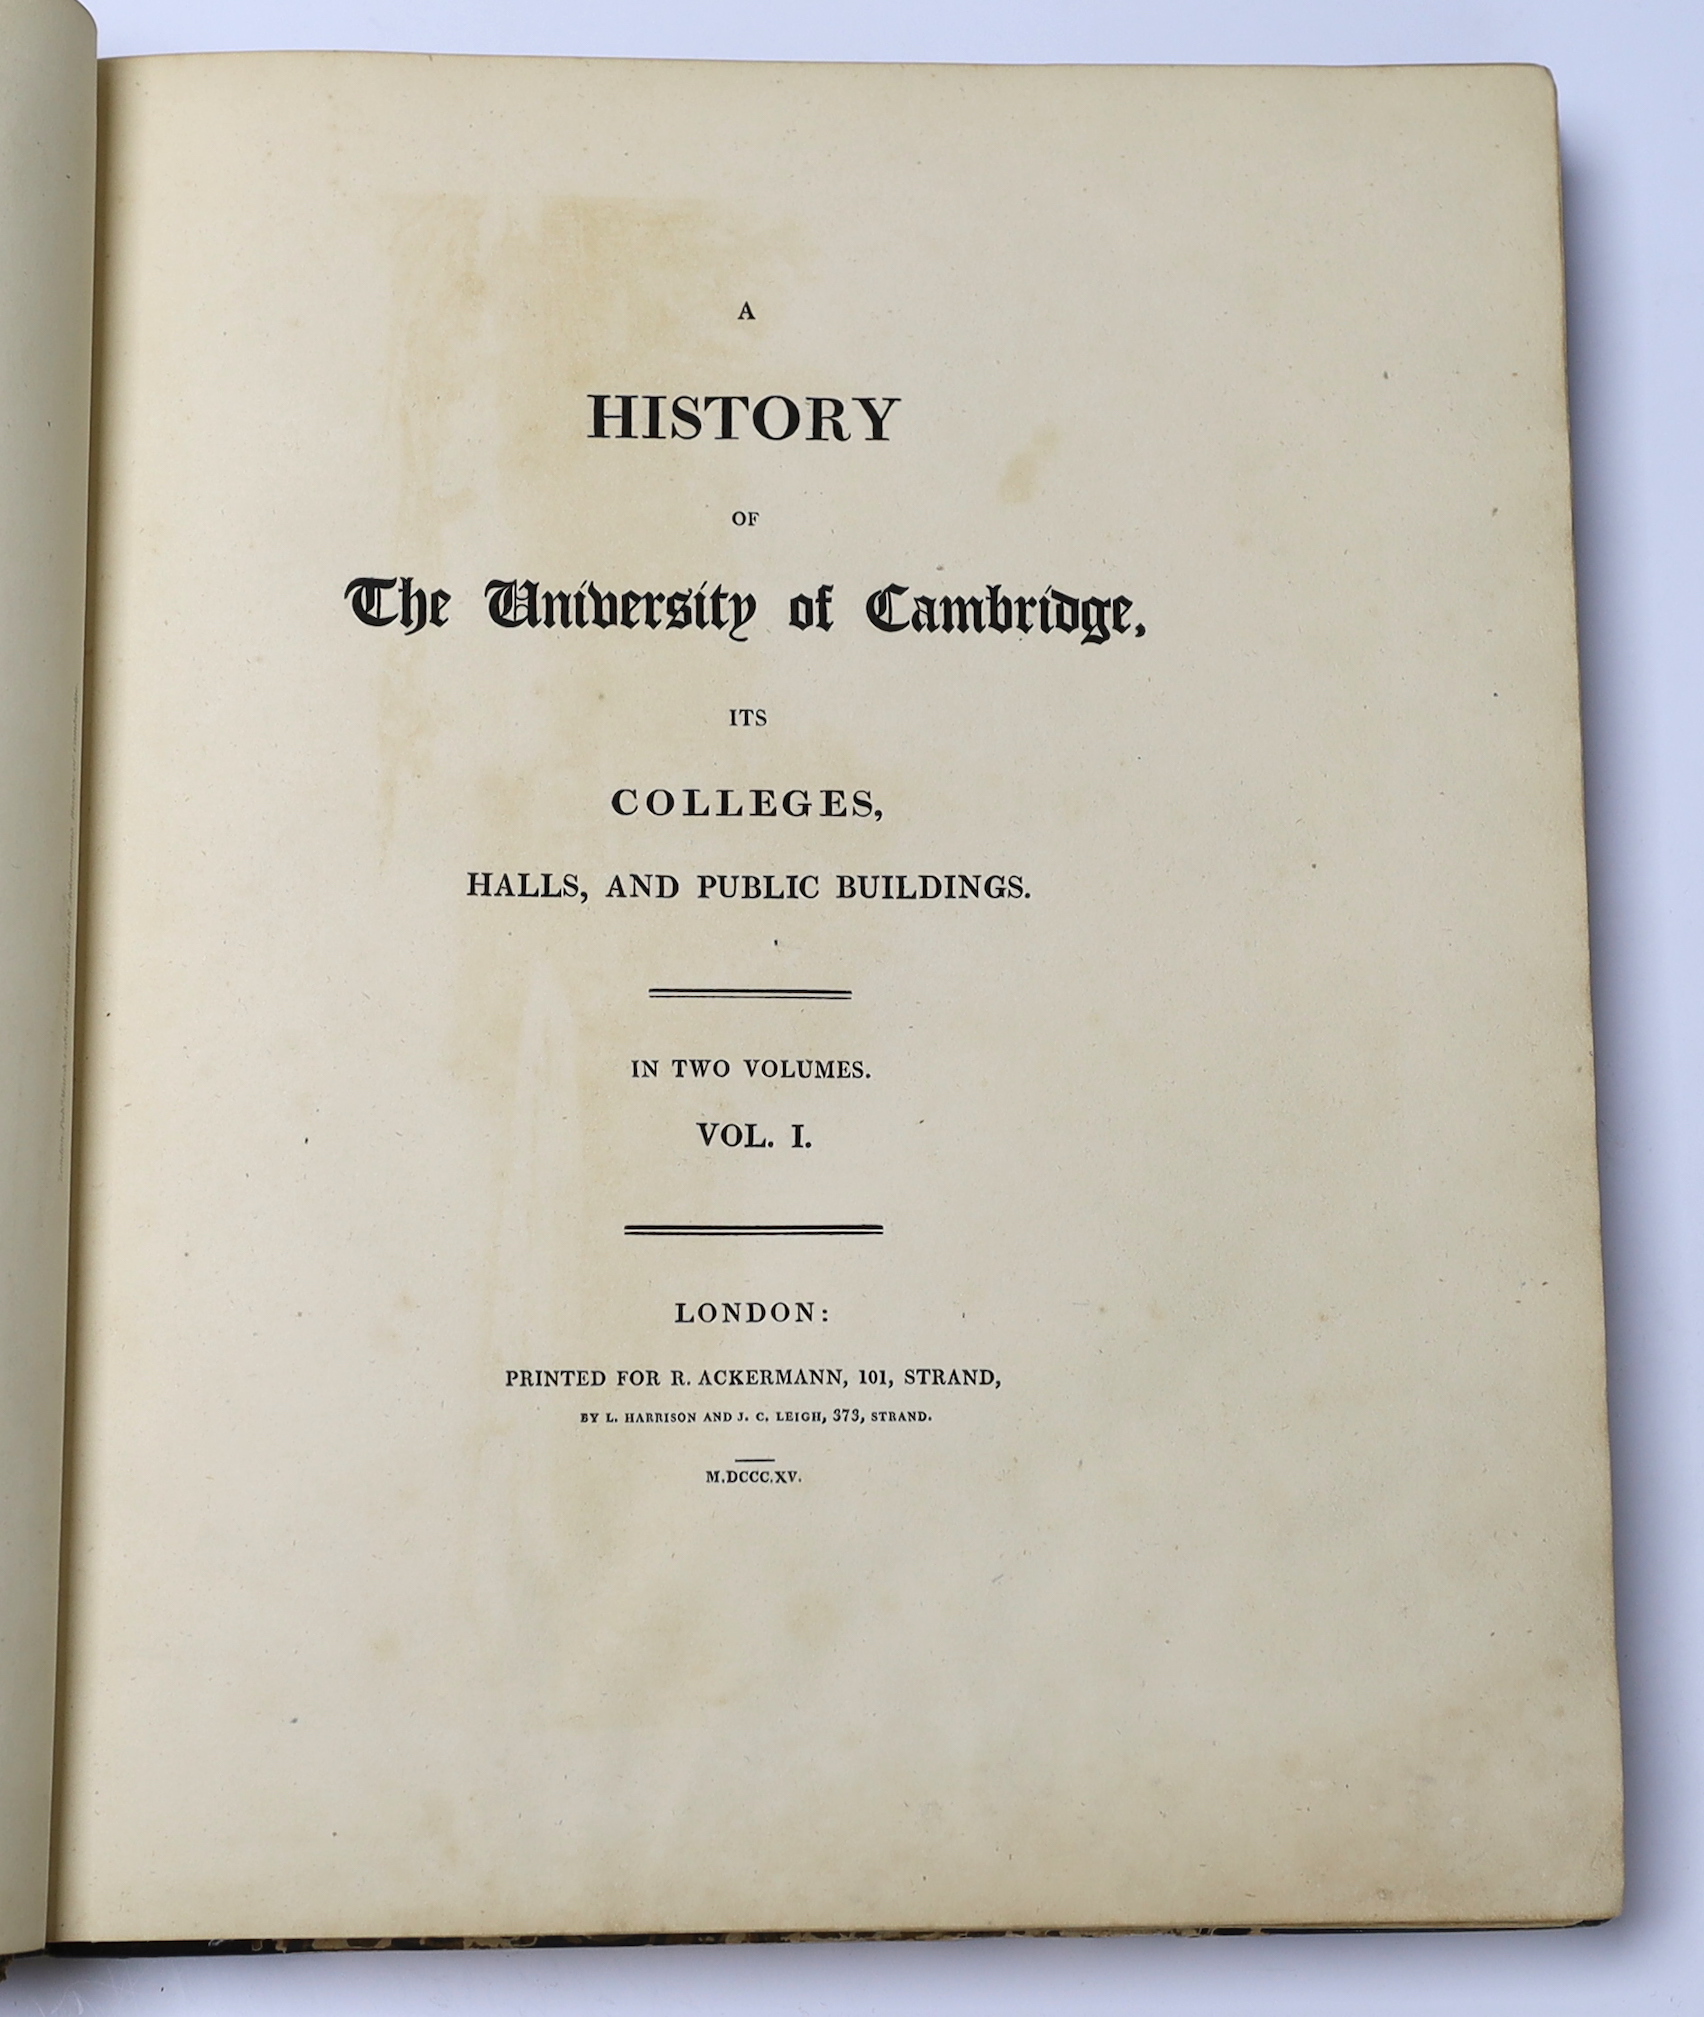 A
HISTORY
OF
The University of Cambridge,
ITS
COLLEGES,
HALLS, AND PUBLIC BUILDINGS.
IN TWO VOLUMES.
VOL. I.
LONDON:
PRINTED FOR R. ACKERMANN, 101, STRAND,
BY L. HARRISON AND J. C. LEIGH, 373, STRAND.
M.DCCC.XV.